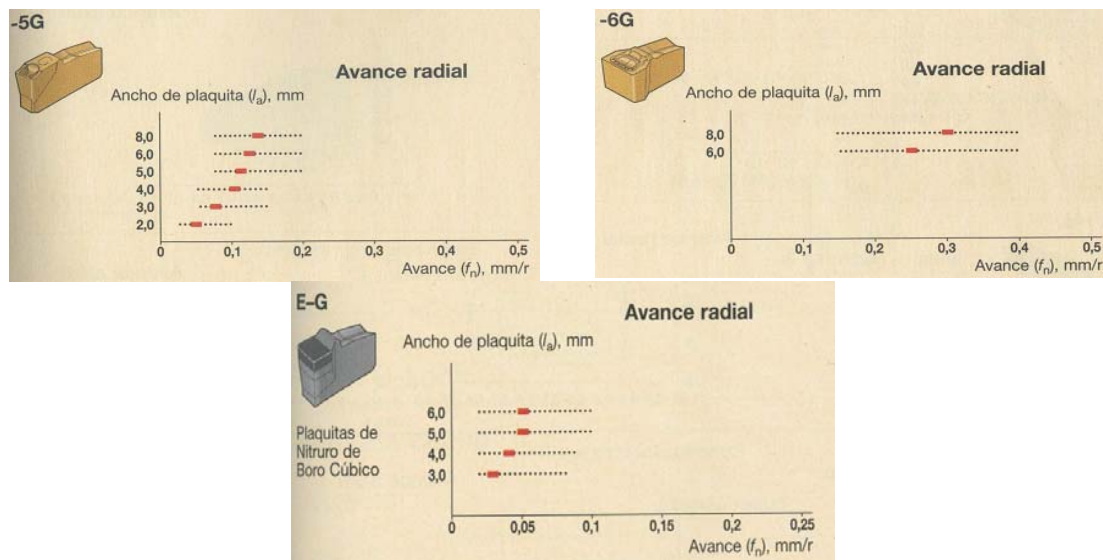 -5G
Avance radial
Ancho de plaquita (la), mm
8,0
6,0
5,0
4,0
3,0
2,0
0 0,1 0,2 0,3 0,4 0,5
Avance (fn), mm/r
-6G
Avance radial
Ancho de plaquita (la), mm
8,0
6,0
0 0,1 0,2 0,3 0,4 0,5
Avance (fn), mm/r
E-G
Avance radial
Ancho de plaquita (la), mm
6,0
5,0
4,0
3,0
Plaquitas de
Nitruro de
Boro Cúbico
0 0,05 0,1 0,15 0,2 0,25
Avance (fn), mm/r